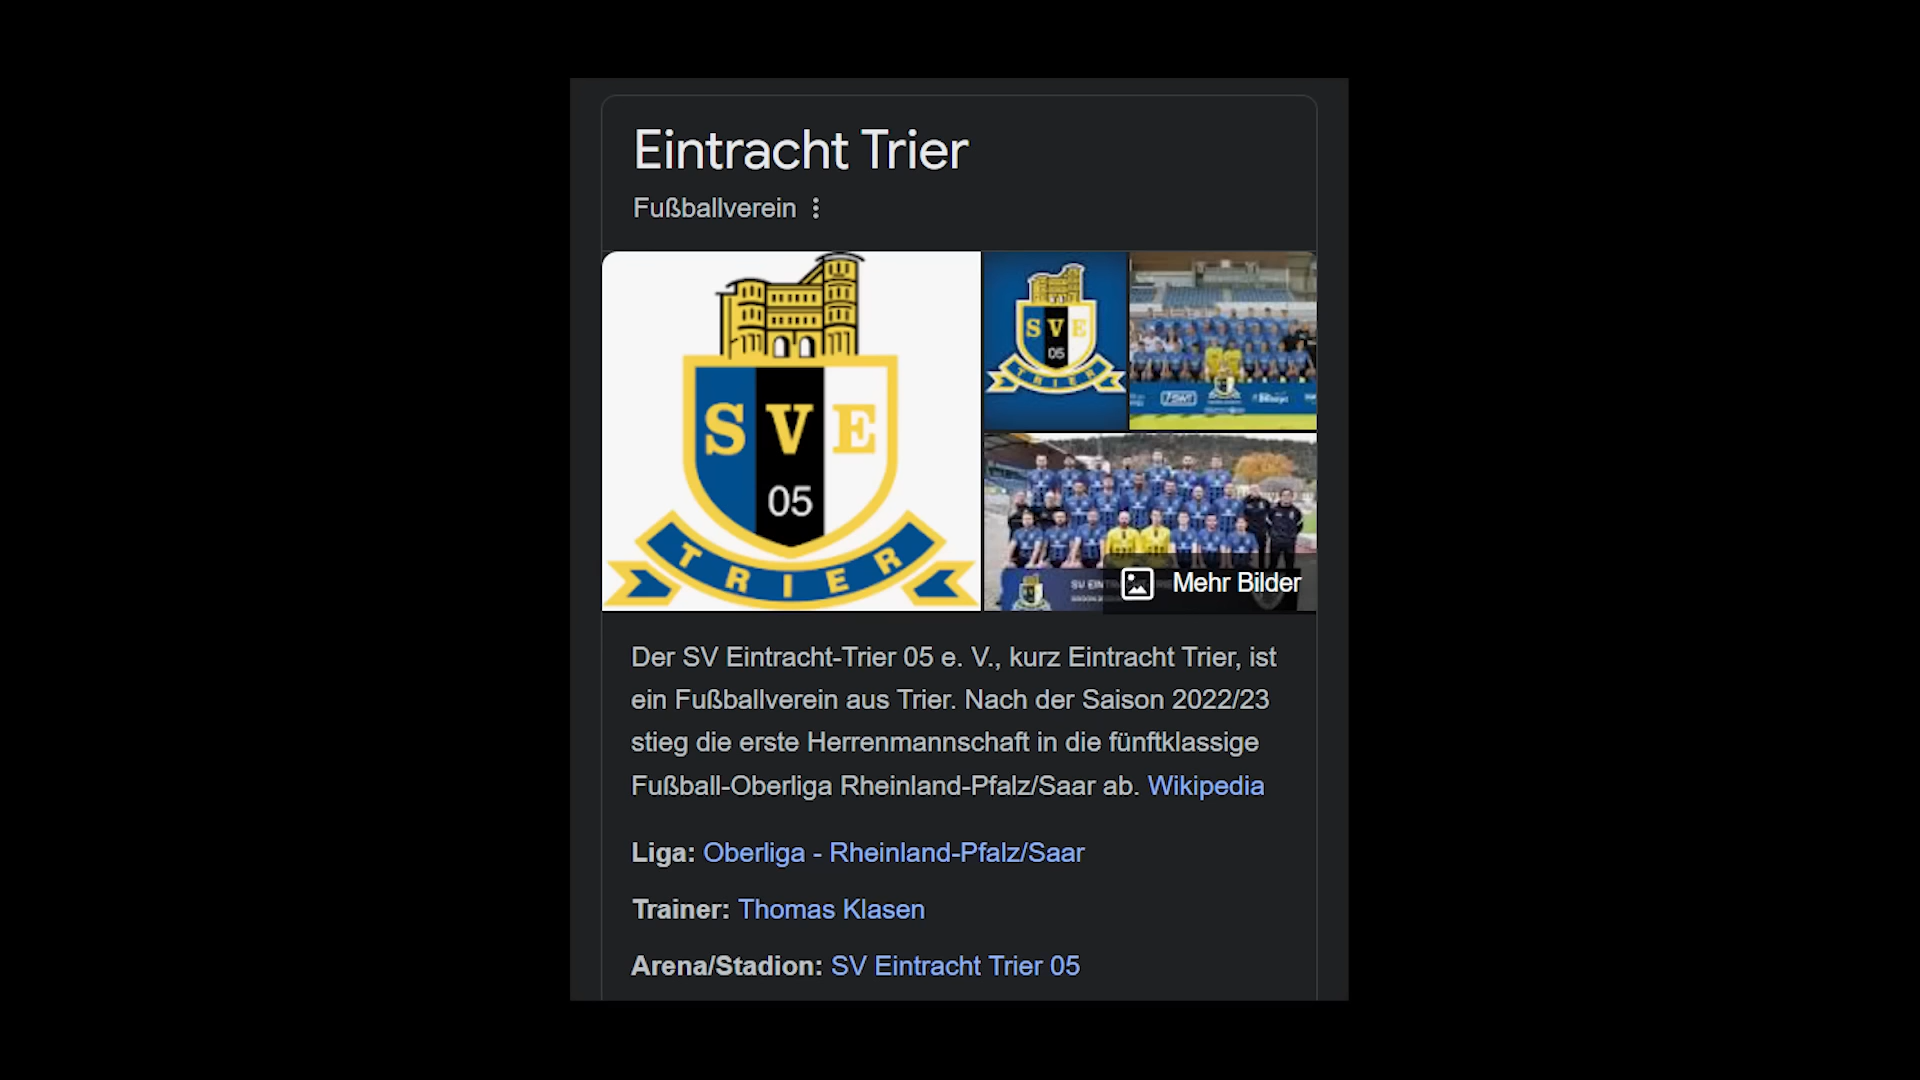 Eintracht Trier
Fußballverein
SVE
05
TRIER
SVE
05
TRIER
SWT
Mehr Bilder
Der SV Eintracht-Trier 05 e. V., kurz Eintracht Trier, ist
ein Fußballverein aus Trier. Nach der Saison 2022/23
stieg die erste Herrenmannschaft in die fünftklassige
Fußball-Oberliga Rheinland-Pfalz/Saar ab. Wikipedia
Liga: Oberliga - Rheinland-Pfalz/Saar
Trainer: Thomas Klasen
Arena/Stadion: SV Eintracht Trier 05